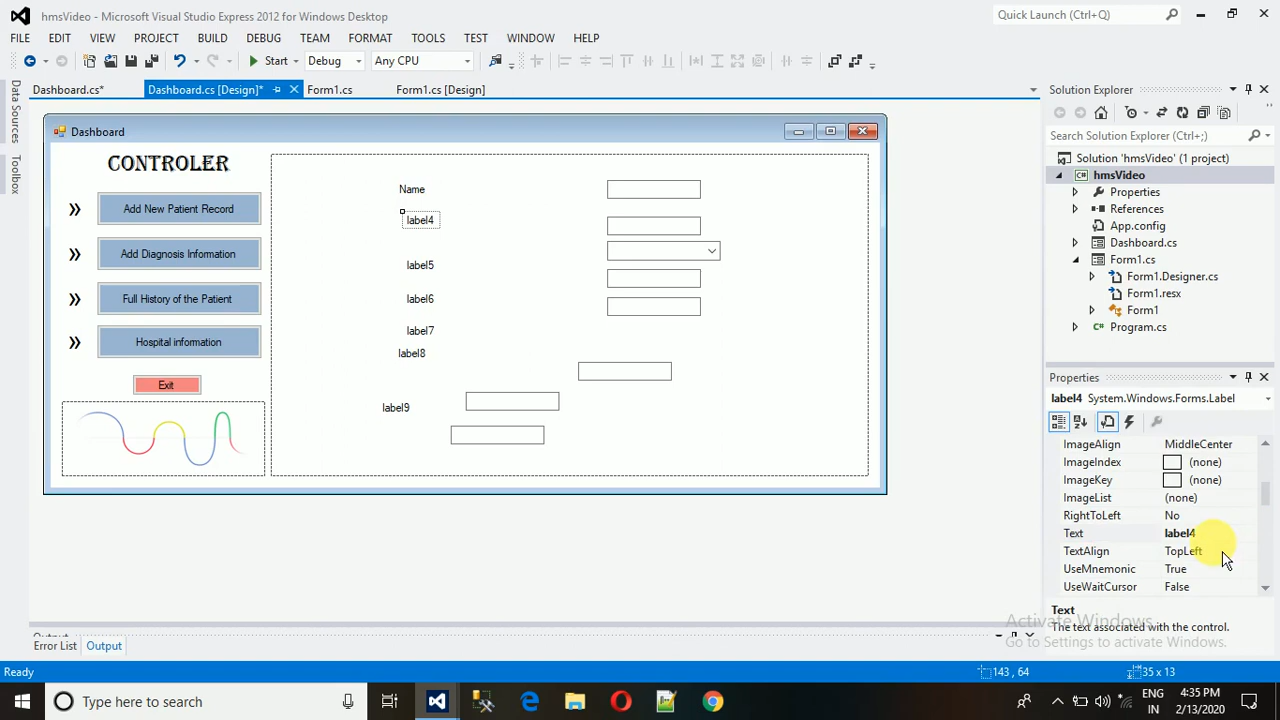 hmsVideo - Microsoft Visual Studio Express 2012 for Windows Desktop
Quick Launch (Ctrl+Q)
FILE EDIT VIEW PROJECT BUILD DEBUG TEAM FORMAT TOOLS TEST WINDOW HELP
Start Debug Any CPU
Data Sources
Toolbox
Dashboard.cs* Dashboard.cs [Design]* Form1.cs Form1.cs [Design]
Dashboard
CONTROLER
Add New Patient Record
Add Diagnosis Information
Full History of the Patient
Hospital information
Exit
Name
label4
label5
label6
label7
label8
label9
Solution Explorer
Search Solution Explorer (Ctrl+;)
Solution 'hmsVideo' (1 project)
hmsVideo
Properties
References
App.config
Dashboard.cs
Form1.cs
Form1.Designer.cs
Form1.resx
Form1
Program.cs
Properties
label4 System.Windows.Forms.Label
ImageAlign MiddleCenter
ImageIndex (none)
ImageKey (none)
ImageList (none)
RightToLeft No
Text label4
TextAlign TopLeft
UseMnemonic True
UseWaitCursor False
Text
The text associated with the control.
Activate Windows
Go to Settings to activate Windows.
Output
Error List Output
Ready
143 , 64
35 x 13
Type here to search
ENG
IN
4:35 PM
2/13/2020